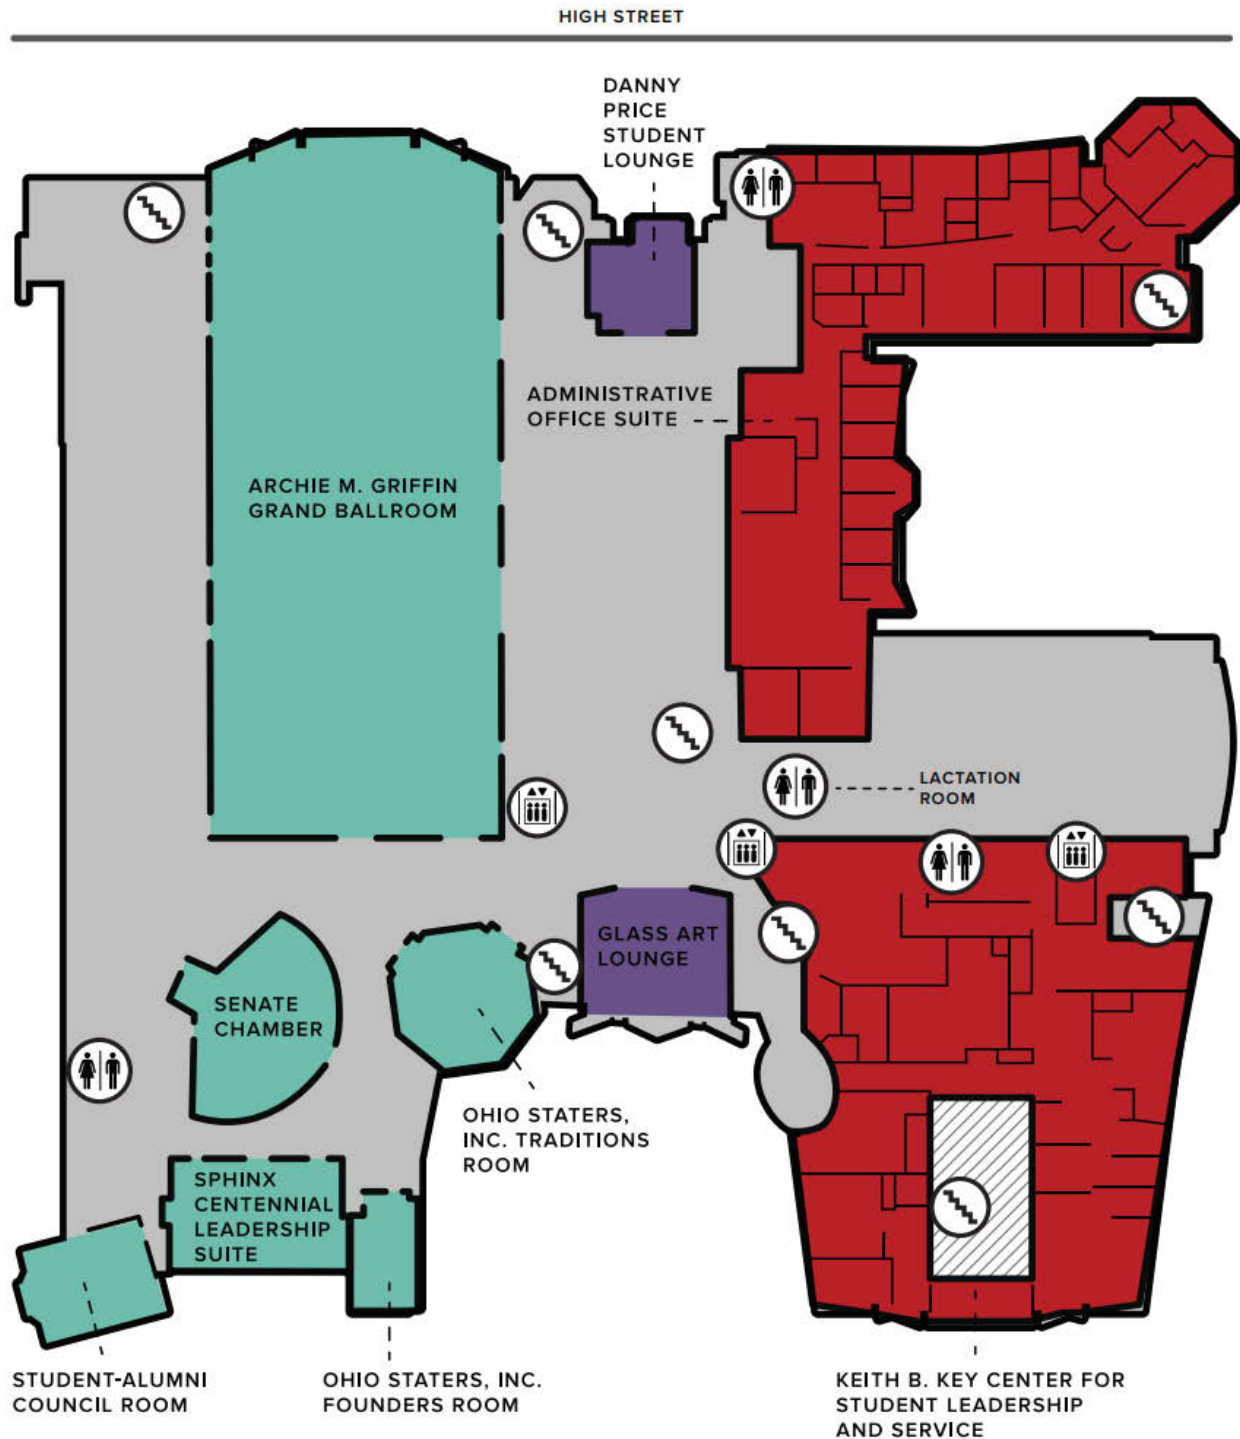 HIGH STREET
DANNY
PRICE
STUDENT
LOUNGE
ADMINISTRATIVE
OFFICE SUITE
ARCHIE M. GRIFFIN
GRAND BALLROOM
LACTATION
ROOM
GLASS ART
LOUNGE
SENATE
CHAMBER
OHIO STATERS,
INC. TRADITIONS
ROOM
SPHINX
CENTENNIAL
LEADERSHIP
SUITE
STUDENT-ALUMNI
COUNCIL ROOM
OHIO STATERS, INC.
FOUNDERS ROOM
KEITH B. KEY CENTER FOR
STUDENT LEADERSHIP
AND SERVICE